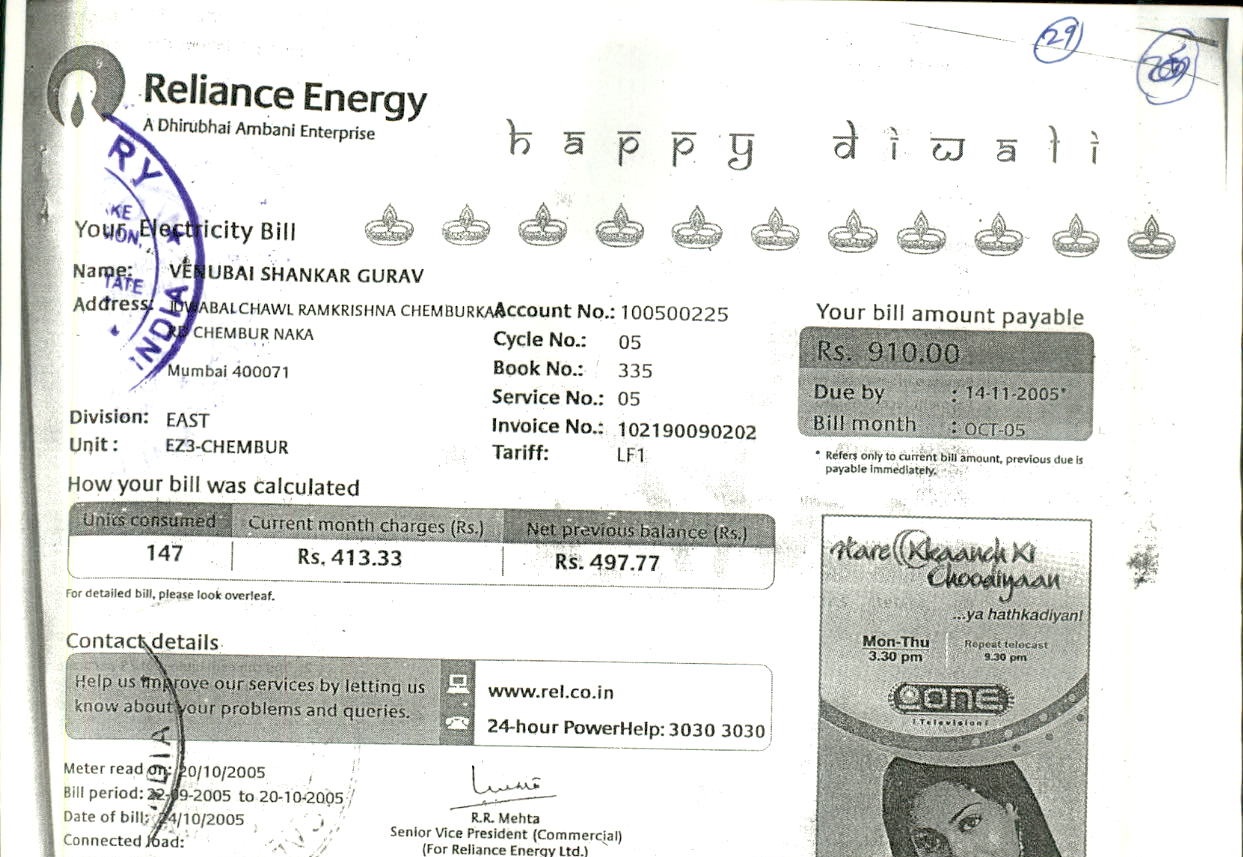 29
Reliance Energy
A Dhirubhai Ambani Enterprise
happy diwali
RY
KE
ION,
TATE
INDIA
Your Electricity Bill
Name: VENUBAI SHANKAR GURAV
Address: CHAWL RAMKRISHNA CHEMBURKAR
RD CHEMBUR NAKA
Mumbai 400071
Division: EAST
Unit : EZ3-CHEMBUR
Account No.: 100500225
Cycle No.: 05
Book No.: 335
Service No.: 05
Invoice No.: 102190090202
Tariff: LF1
Your bill amount payable
Rs. 910.00
Due by : 14-11-2005*
Bill month : OCT-05
* Refers only to current bill amount, previous due is
payable immediately.
How your bill was calculated
Units consumed Current month charges (Rs.) Net previous balance (Rs.)
147 Rs. 413.33 Rs. 497.77
For detailed bill, please look overleaf.
Contact details
Help us improve our services by letting us
know about your problems and queries.
www.rel.co.in
24-hour PowerHelp: 3030 3030
Meter read on: 20/10/2005
Bill period: 22-09-2005 to 20-10-2005
Date of bill: 24/10/2005
Connected load:
R.R. Mehta
Senior Vice President (Commercial)
(For Reliance Energy Ltd.)
Hare Kkaanch Ki
Choodiyaan
...ya hathkadiyan!
Mon-Thu
3.30 pm
Repeat telecast
9.30 pm
one
Television